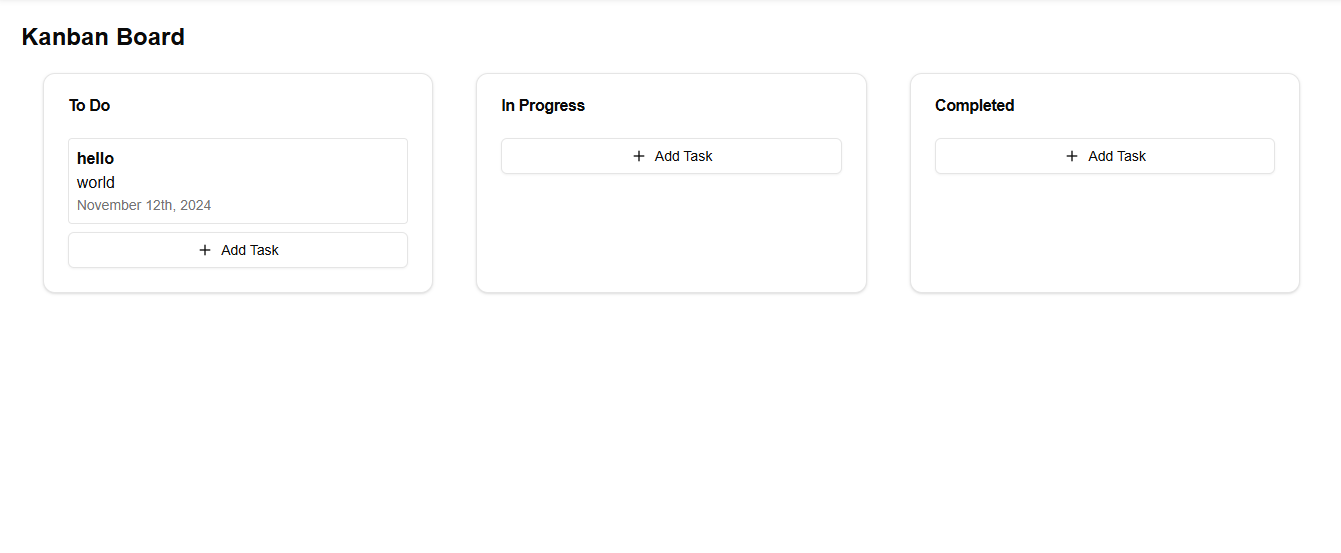 Kanban Board
To Do
hello
world
November 12th, 2024
+ Add Task
In Progress
+ Add Task
Completed
+ Add Task